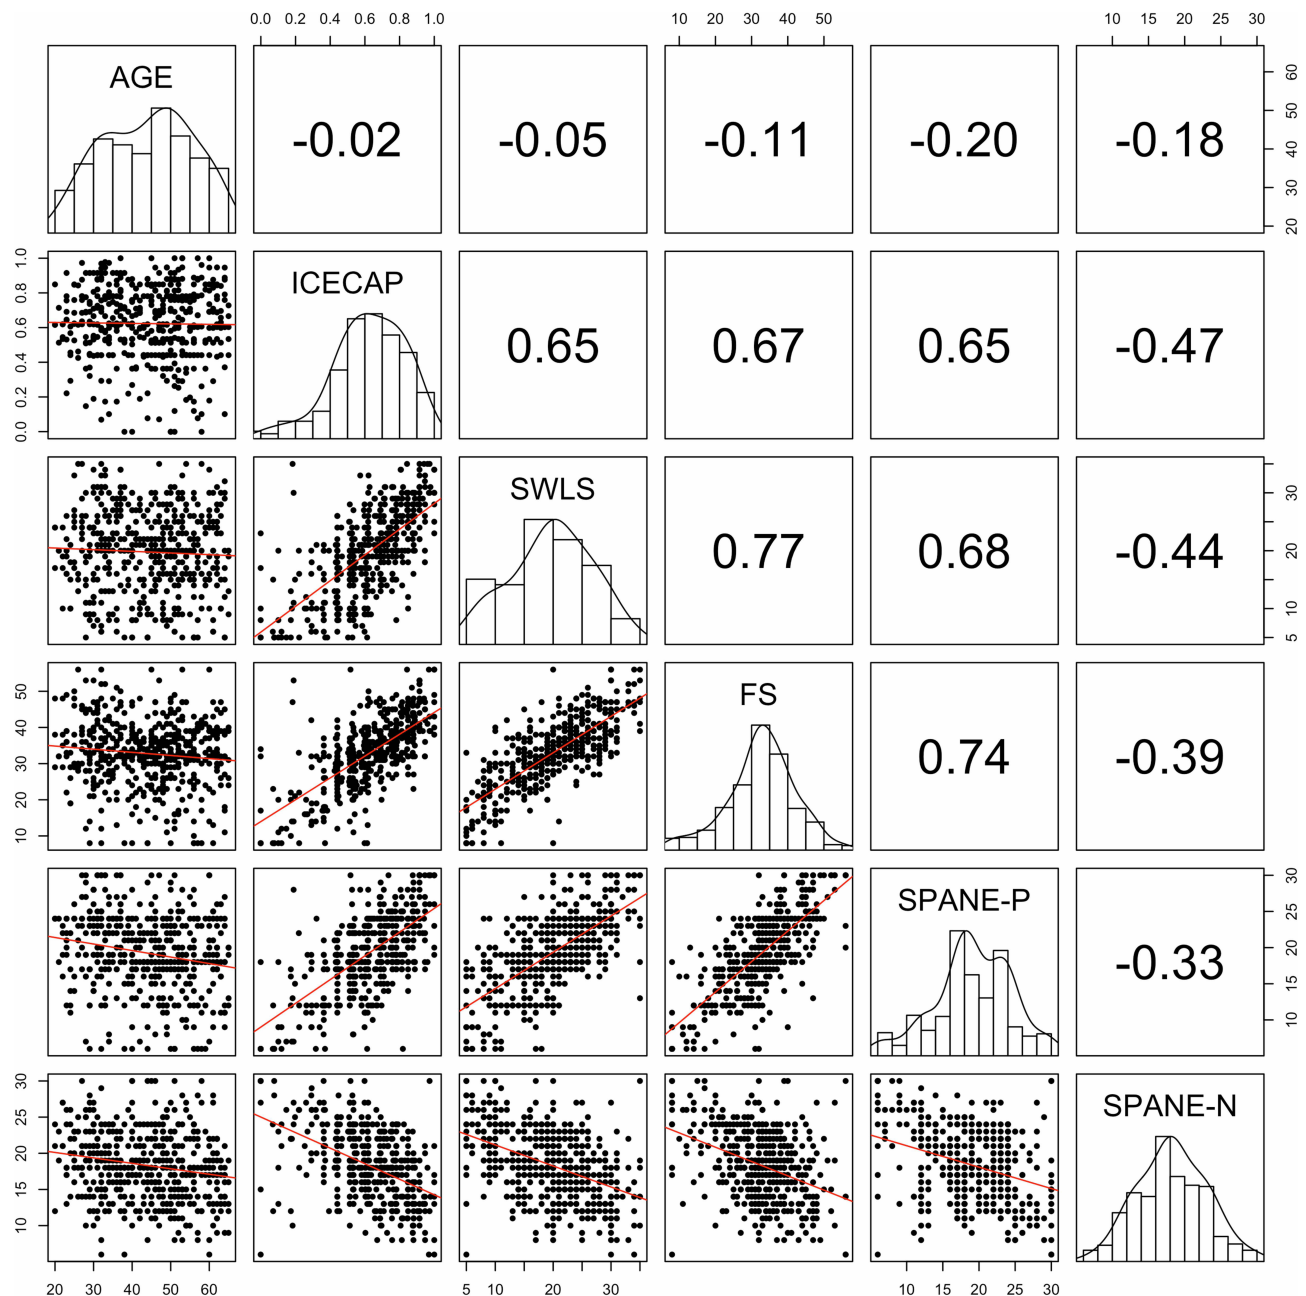 0.0 0.2 0.4 0.6 0.8 1.0 10 20 30 40 50 10 15 20 25 30
AGE -0.02 -0.05 -0.11 -0.20 -0.18
20 30 40 50 60
0.0 0.2 0.4 0.6 0.8 1.0
ICECAP 0.65 0.67 0.65 -0.47
SWLS 0.77 0.68 -0.44
5 10 20 30
10 20 30 40 50
FS 0.74 -0.39
SPANE-P -0.33
10 15 20 25 30
10 15 20 25 30
SPANE-N
20 30 40 50 60 5 10 20 30 10 15 20 25 30